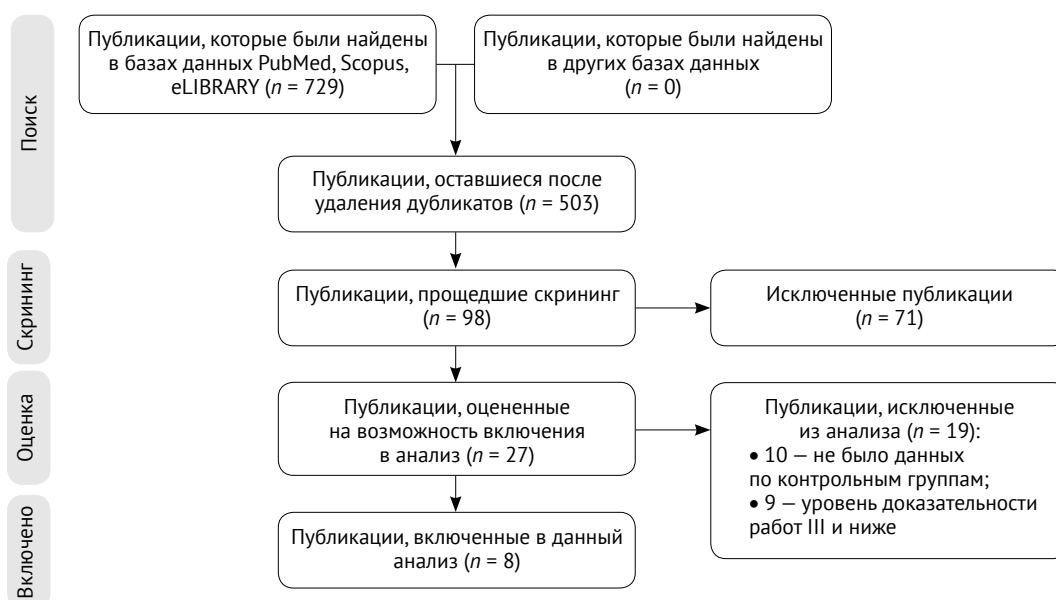 Поиск
Публикации, которые были найдены
в базах данных PubMed, Scopus,
eLIBRARY (n = 729)
Публикации, которые были найдены
в других базах данных
(n = 0)
Публикации, оставшиеся после
удаления дубликатов (n = 503)
Скрининг
Публикации, прощедшие скрининг
(n = 98)
Исключенные публикации
(n = 71)
Оценка
Публикации, оцененные
на возможность включения
в анализ (n = 27)
Публикации, исключенные
из анализа (n = 19):
• 10 — не было данных
по контрольным группам;
• 9 — уровень доказательности
работ III и ниже
Включено
Публикации, включенные в данный
анализ (n = 8)